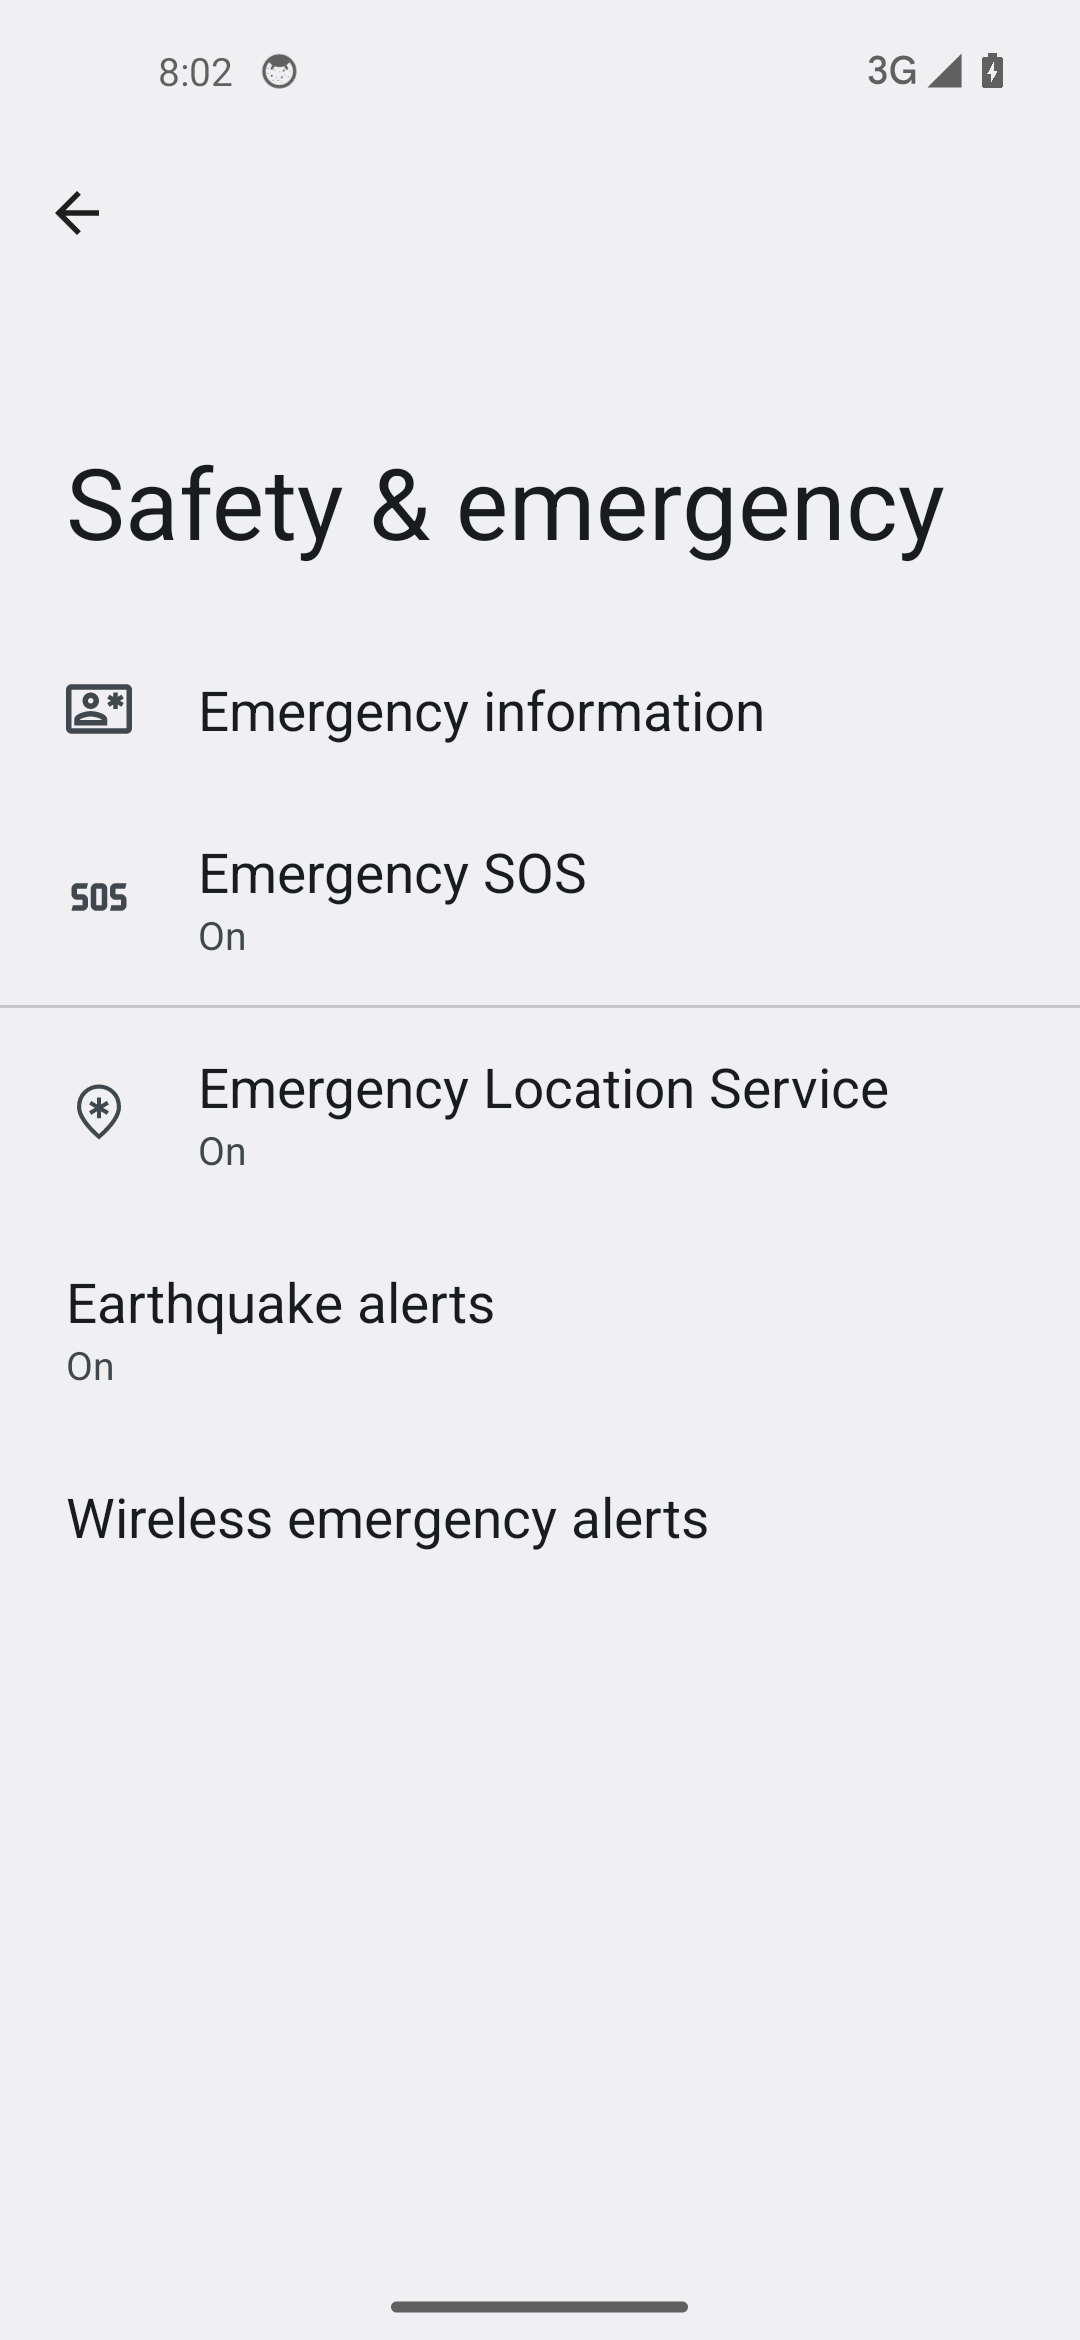 8:02 3G
Safety & emergency
Emergency information
SOS
Emergency SOS
On
Emergency Location Service
On
Earthquake alerts
On
Wireless emergency alerts